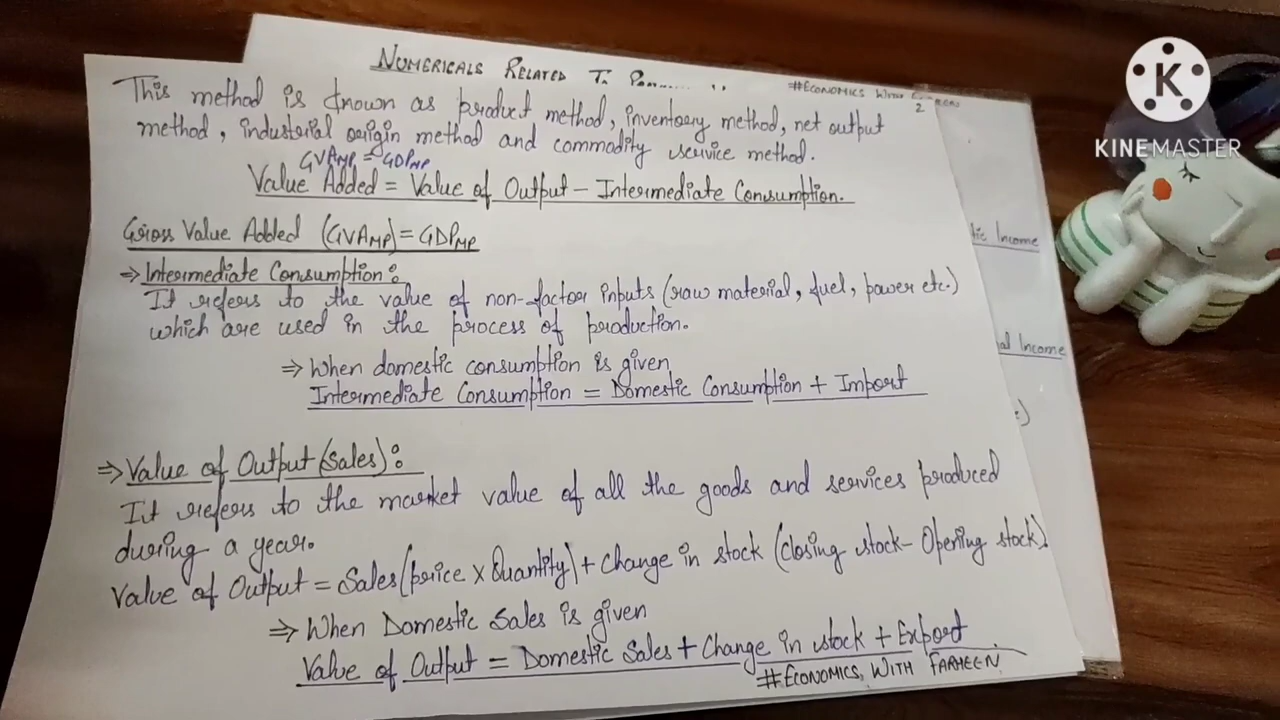 NUMERICALS RELATED TO
#ECONOMICS WITH
2
This method is known as product method, inventory method, net output
method, industrial origin method and commodity service method.
GVAMP = GDPMP
Value Added = Value of Output – Intermediate Consumption.
Gross Value Added (GVAMP) = GDPMP
⇒ Intermediate Consumption:
It refers to the value of non-factor inputs (raw material, fuel, power etc.)
which are used in the process of production.
⇒ When domestic consumption is given
Intermediate Consumption = Domestic Consumption + Import
⇒ Value of Output (Sales):
It refers to the market value of all the goods and services produced
during a year.
Value of Output = Sales (price × Quantity) + Change in stock (closing stock – Opening stock).
⇒ When Domestic Sales is given
Value of Output = Domestic Sales + Change in stock + Export
#ECONOMICS WITH FARHEEN
Income
Income
K
KINEMASTER